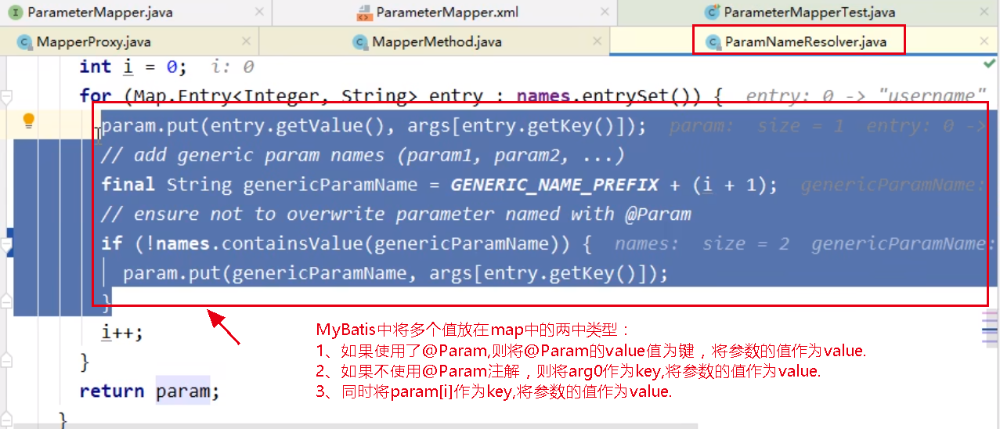 ParameterMapper.java
ParameterMapper.xml
ParameterMapperTest.java
MapperProxy.java
MapperMethod.java
ParamNameResolver.java
int i = 0; i: 0
for (Map.Entry<Integer, String> entry : names.entrySet()) { entry: 0 -> "username"
param.put(entry.getValue(), args[entry.getKey()]); param: size = 1 entry: 0 ->
// add generic param names (param1, param2, ...)
final String genericParamName = GENERIC_NAME_PREFIX + (i + 1); genericParamName:
// ensure not to overwrite parameter named with @Param
if (!names.containsValue(genericParamName)) { names: size = 2 genericParamName:
param.put(genericParamName, args[entry.getKey()]);
}
i++;
}
return param;
}
MyBatis中将多个值放在map中的两中类型：
1、如果使用了@Param,则将@Param的value值为键，将参数的值作为value.
2、如果不使用@Param注解，则将arg0作为key,将参数的值作为value.
3、同时将param[i]作为key,将参数的值作为value.